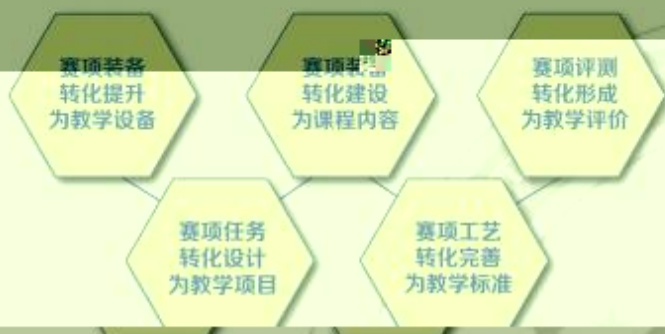 赛项装备
转化提升
为教学设备
赛项装备
转化建设
为课程内容
赛项评测
转化形成
为教学评价
赛项任务
转化设计
为教学项目
赛项工艺
转化完善
为教学标准